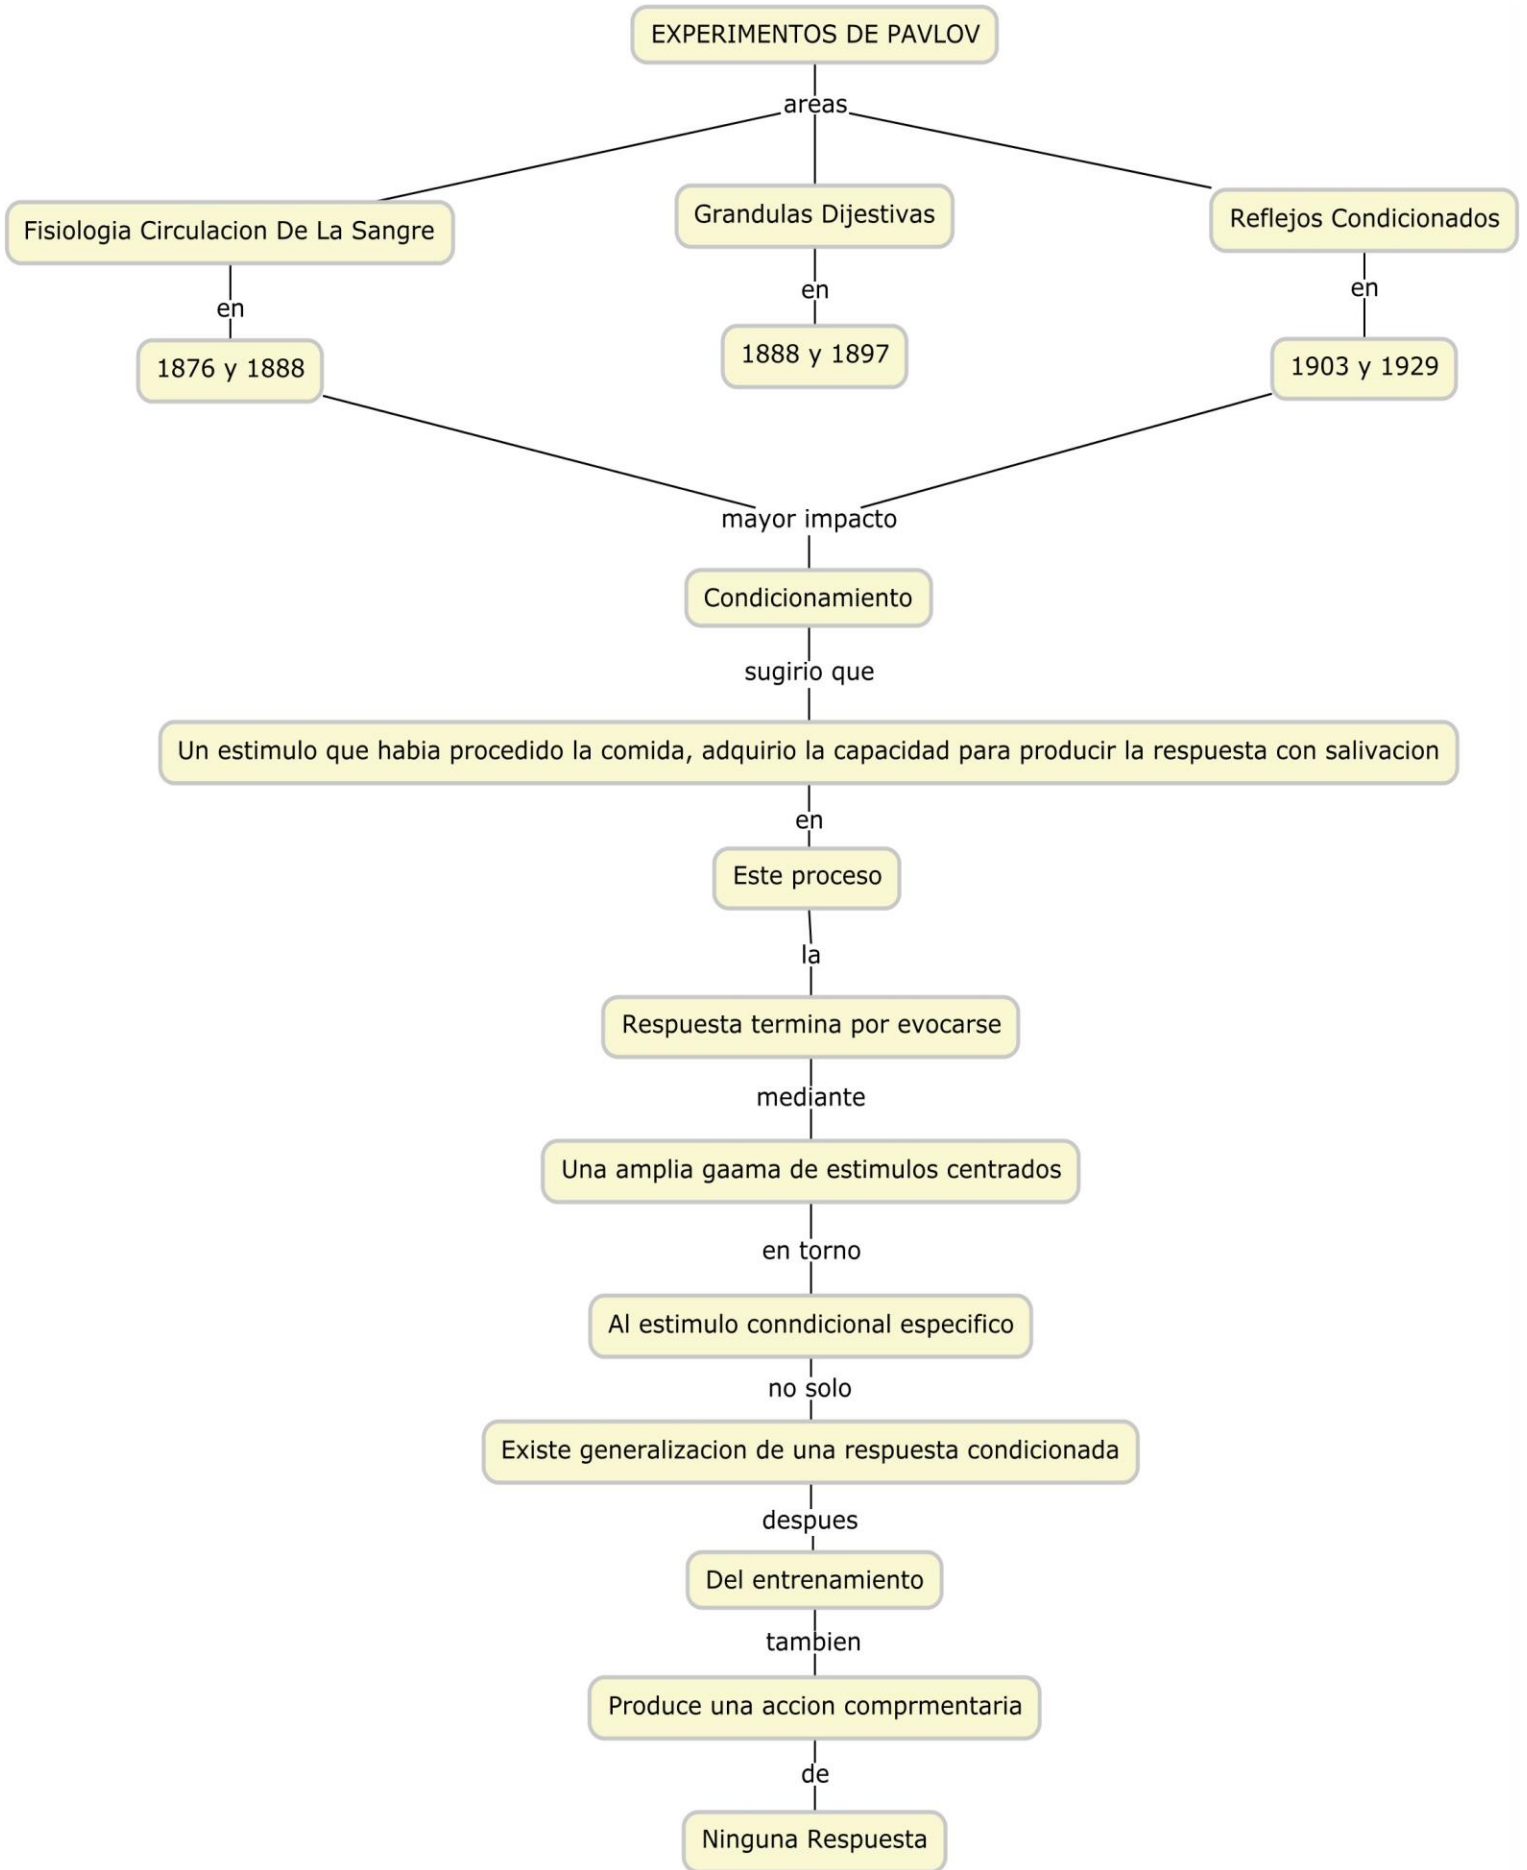 EXPERIMENTOS DE PAVLOV
areas
Fisiologia Circulacion De La Sangre
Grandulas Dijestivas
Reflejos Condicionados
en
en
en
1876 y 1888
1888 y 1897
1903 y 1929
mayor impacto
Condicionamiento
sugirio que
Un estimulo que habia procedido la comida, adquirio la capacidad para producir la respuesta con salivacion
en
Este proceso
la
Respuesta termina por evocarse
mediante
Una amplia gaama de estimulos centrados
en torno
Al estimulo conndicional especifico
no solo
Existe generalizacion de una respuesta condicionada
despues
Del entrenamiento
tambien
Produce una accion comprmentaria
de
Ninguna Respuesta